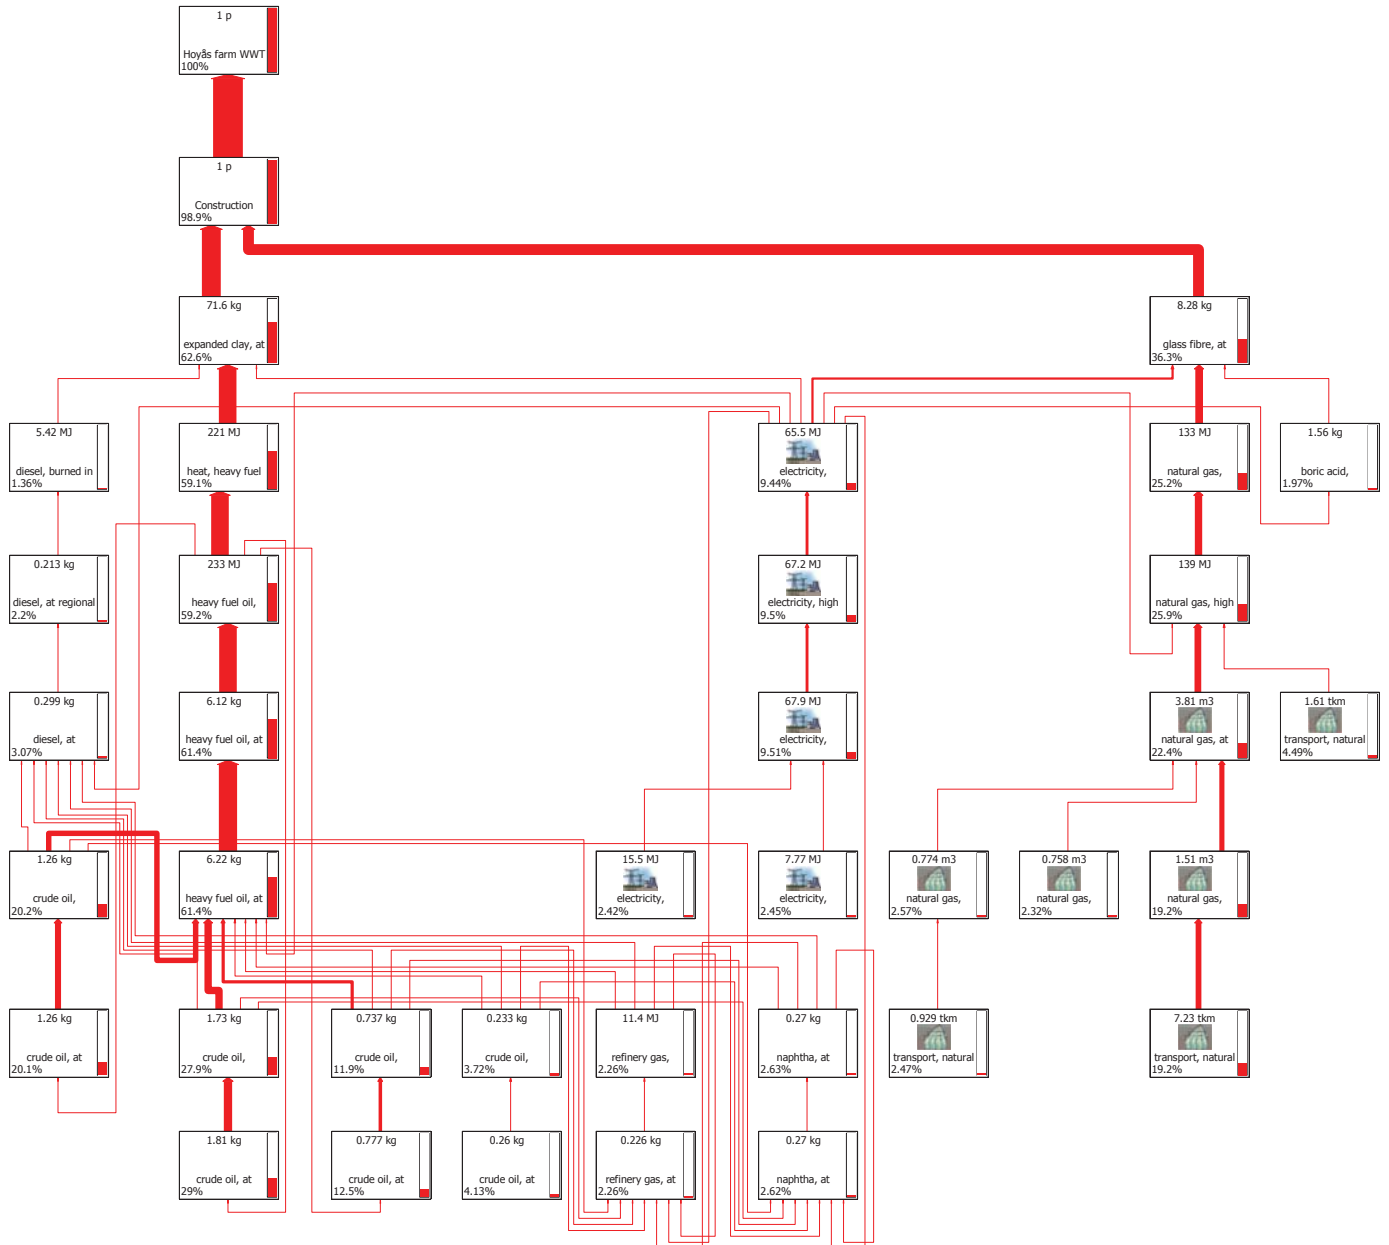 1 p
Hoyås farm WWT
100%
1 p
Construction
98.9%
71.6 kg
expanded clay, at
62.6%
8.28 kg
glass fibre, at
36.3%
5.42 MJ
diesel, burned in
1.36%
221 MJ
heat, heavy fuel
59.1%
65.5 MJ
electricity,
9.44%
133 MJ
natural gas,
25.2%
1.56 kg
boric acid,
1.97%
0.213 kg
diesel, at regional
2.2%
233 MJ
heavy fuel oil,
59.2%
67.2 MJ
electricity, high
9.5%
139 MJ
natural gas, high
25.9%
0.299 kg
diesel, at
3.07%
6.12 kg
heavy fuel oil, at
61.4%
67.9 MJ
electricity,
9.51%
3.81 m3
natural gas, at
22.4%
1.61 tkm
transport, natural
4.49%
1.26 kg
crude oil,
20.2%
6.22 kg
heavy fuel oil, at
61.4%
15.5 MJ
electricity,
2.42%
7.77 MJ
electricity,
2.45%
0.774 m3
natural gas,
2.57%
0.758 m3
natural gas,
2.32%
1.51 m3
natural gas,
19.2%
1.26 kg
crude oil, at
20.1%
1.73 kg
crude oil,
27.9%
0.737 kg
crude oil,
11.9%
0.233 kg
crude oil,
3.72%
11.4 MJ
refinery gas,
2.26%
0.27 kg
naphtha, at
2.63%
0.929 tkm
transport, natural
2.47%
7.23 tkm
transport, natural
19.2%
1.81 kg
crude oil, at
29%
0.777 kg
crude oil, at
12.5%
0.26 kg
crude oil, at
4.13%
0.226 kg
refinery gas, at
2.26%
0.27 kg
naphtha, at
2.62%